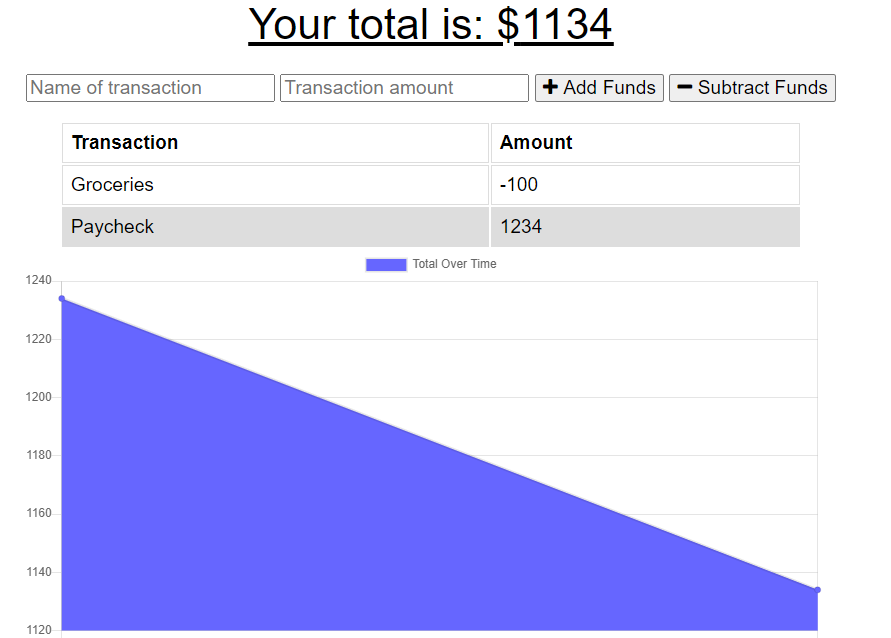 Your total is: $1134
Name of transaction Transaction amount + Add Funds − Subtract Funds
Transaction Amount
Groceries -100
Paycheck 1234
Total Over Time
1240
1220
1200
1180
1160
1140
1120